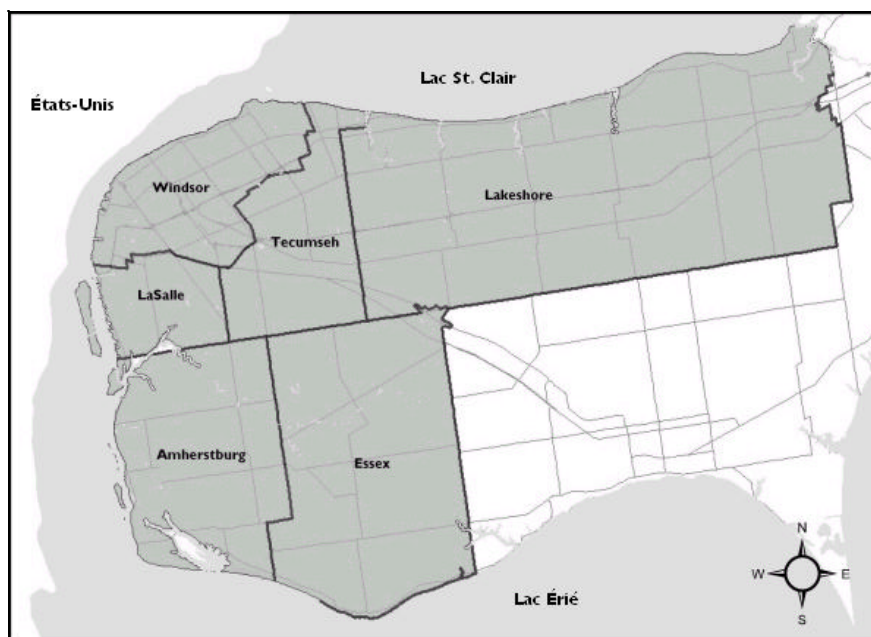 Lac St. Clair
États-Unis
Windsor
Lakeshore
Tecumseh
LaSalle
Amherstburg
Essex
N
W
E
S
Lac Érié